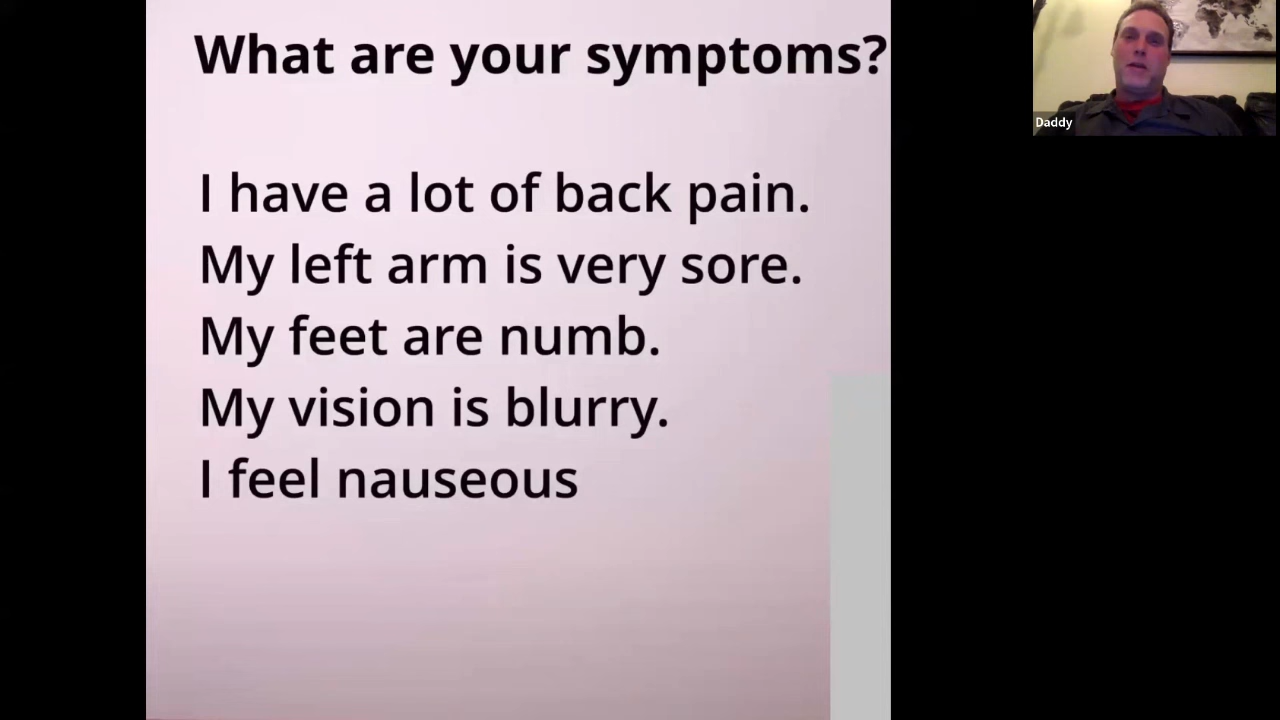 What are your symptoms?
I have a lot of back pain.
My left arm is very sore.
My feet are numb.
My vision is blurry.
I feel nauseous
Daddy